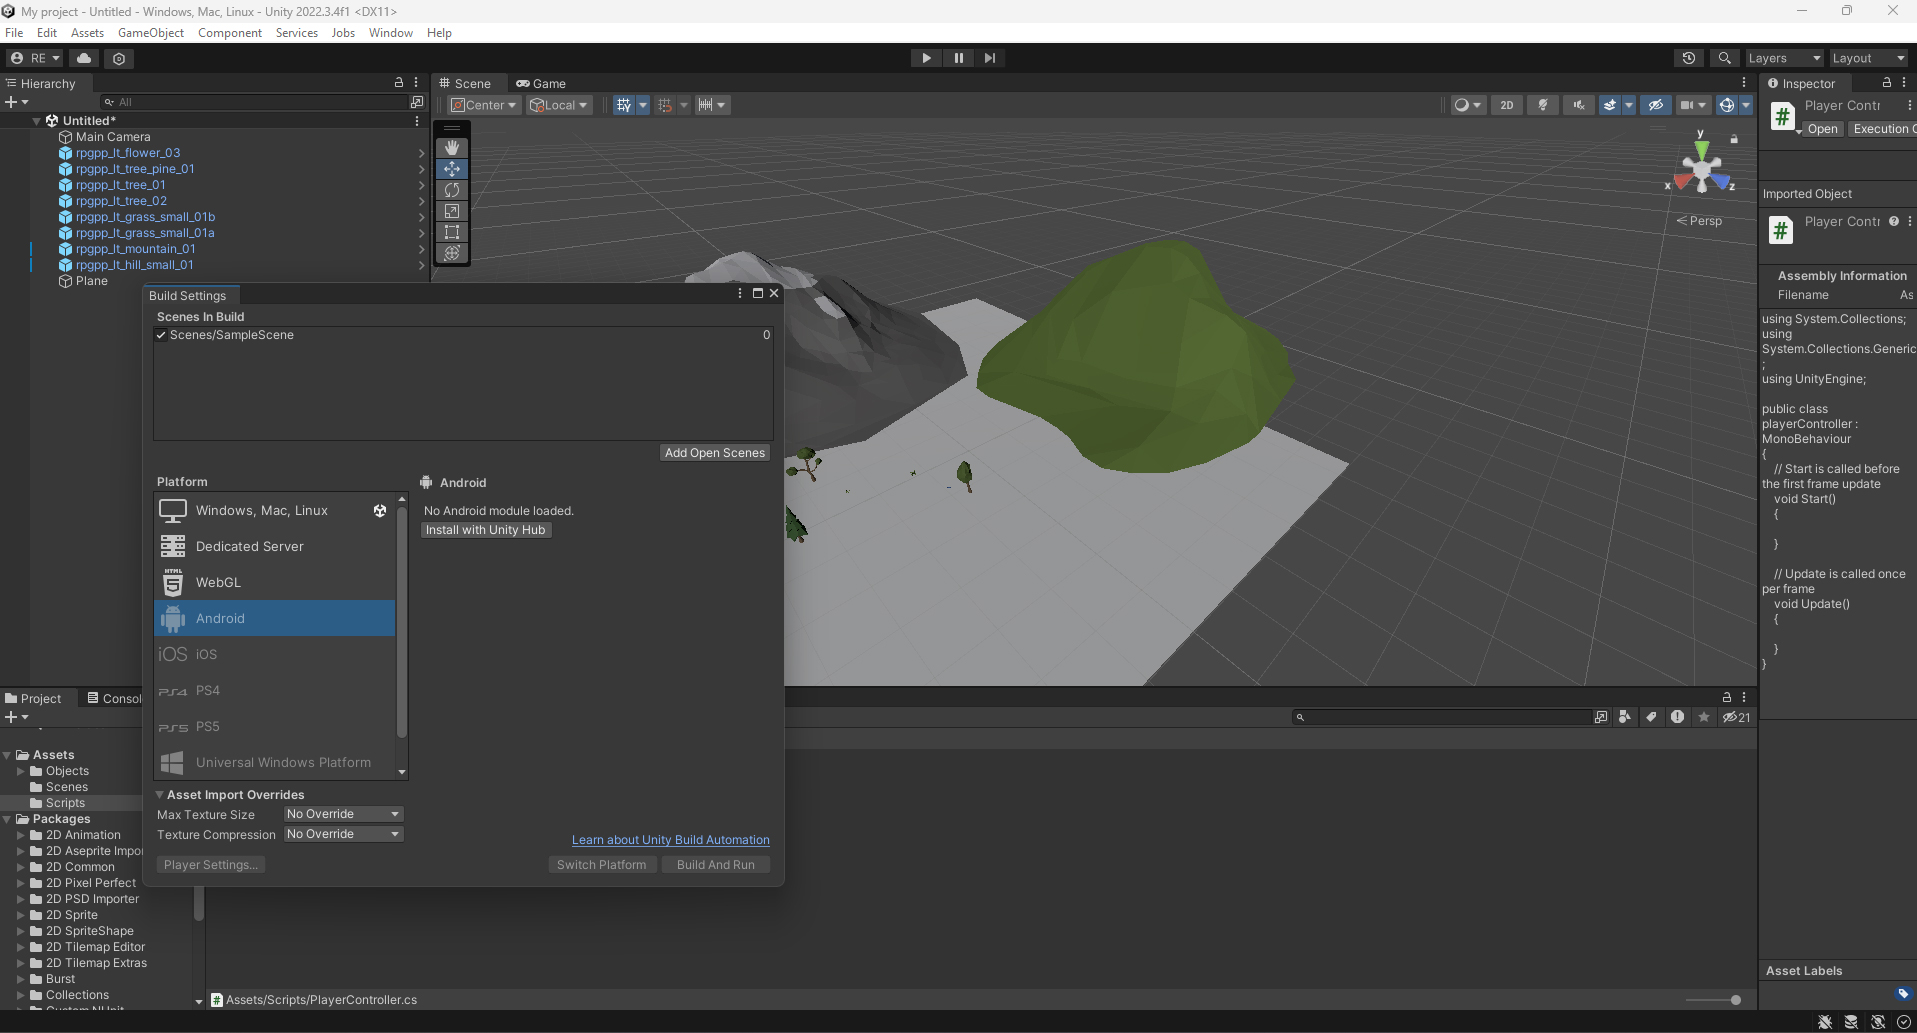 My project - Untitled - Windows, Mac, Linux - Unity 2022.3.4f1 <DX11>
File Edit Assets GameObject Component Services Jobs Window Help
RE
Layers
Layout
Hierarchy
All
Untitled*
Main Camera
rpgpp_lt_flower_03
rpgpp_lt_tree_pine_01
rpgpp_lt_tree_01
rpgpp_lt_tree_02
rpgpp_lt_grass_small_01b
rpgpp_lt_grass_small_01a
rpgpp_lt_mountain_01
rpgpp_lt_hill_small_01
Plane
Scene
Game
Center
Local
2D
y
x
z
Persp
Build Settings
Scenes In Build
Scenes/SampleScene 0
Add Open Scenes
Platform
Windows, Mac, Linux
Dedicated Server
HTML
5
WebGL
Android
iOS iOS
PS4 PS4
PS5 PS5
Universal Windows Platform
Android
No Android module loaded.
Install with Unity Hub
Asset Import Overrides
Max Texture Size No Override
Texture Compression No Override
Learn about Unity Build Automation
Player Settings...
Switch Platform
Build And Run
Project
Consol
21
Assets
Objects
Scenes
Scripts
Packages
2D Animation
2D Aseprite Impor
2D Common
2D Pixel Perfect
2D PSD Importer
2D Sprite
2D SpriteShape
2D Tilemap Editor
2D Tilemap Extras
Burst
Collections
Custom NUnit
# Assets/Scripts/PlayerController.cs
Inspector
#
Player Contr
Open
Execution O
Imported Object
#
Player Contr
Assembly Information
Filename As
using System.Collections;
using
System.Collections.Generic
;
using UnityEngine;
public class
playerController :
MonoBehaviour
{
// Start is called before
the first frame update
void Start()
{
}
// Update is called once
per frame
void Update()
{
}
}
Asset Labels